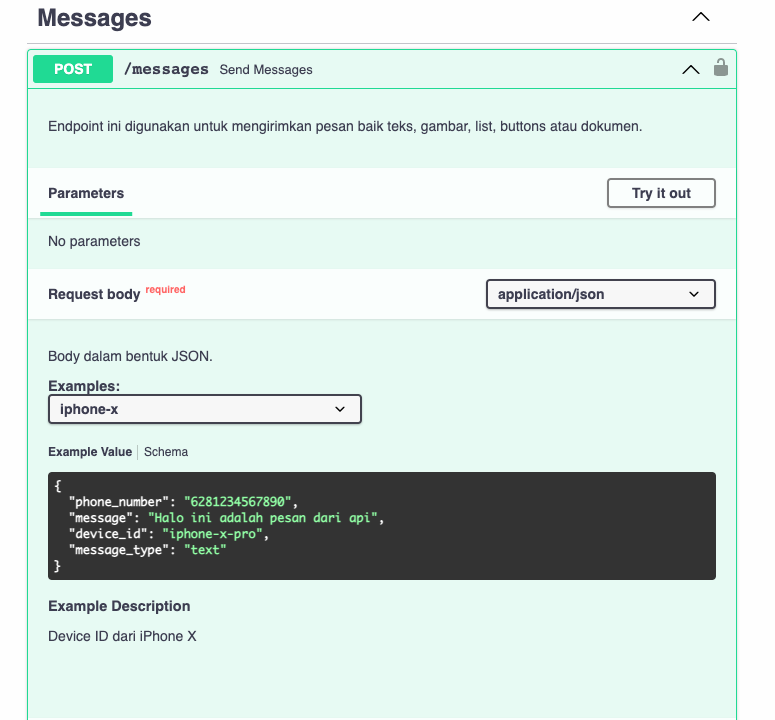 Messages
POST /messages Send Messages
Endpoint ini digunakan untuk mengirimkan pesan baik teks, gambar, list, buttons atau dokumen.
Parameters Try it out
No parameters
Request body required application/json
Body dalam bentuk JSON.
Examples:
iphone-x
Example Value Schema
{
  "phone_number": "6281234567890",
  "message": "Halo ini adalah pesan dari api",
  "device_id": "iphone-x-pro",
  "message_type": "text"
}
Example Description
Device ID dari iPhone X